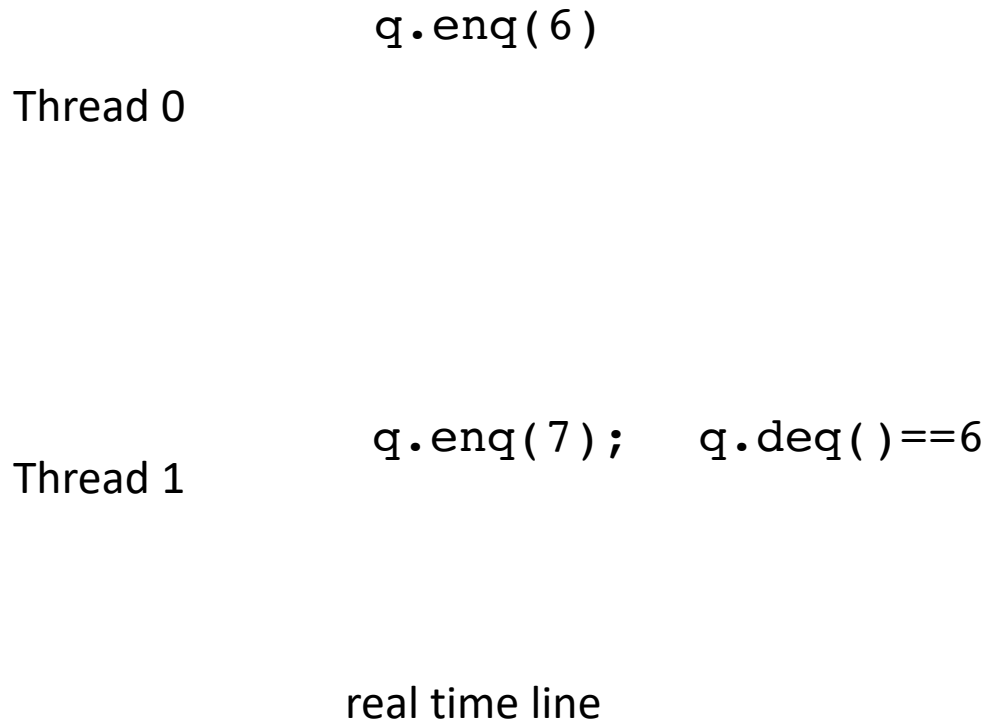 q.enq(6)
Thread 0
q.enq(7); q.deq()==6
Thread 1
real time line